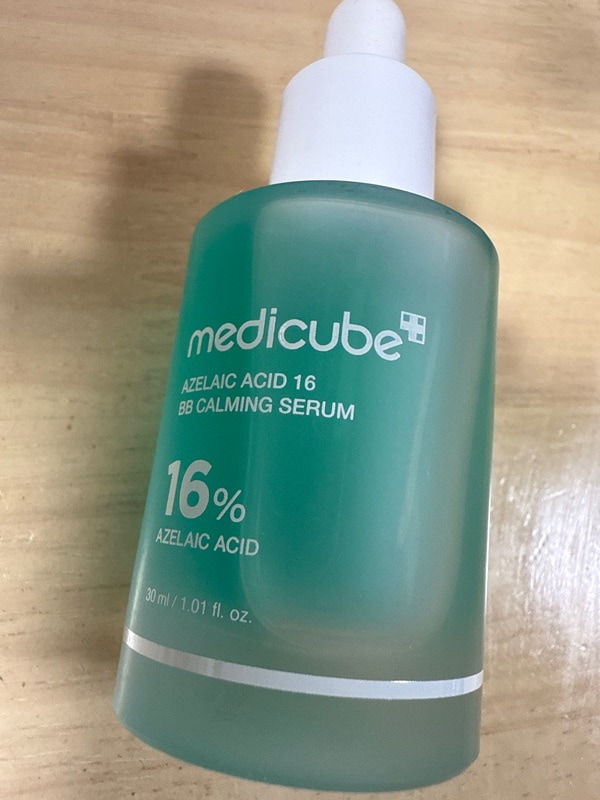 medicube
AZELAIC ACID 16
BB CALMING SERUM
16%
AZELAIC ACID
30 ml / 1.01 fl. oz.